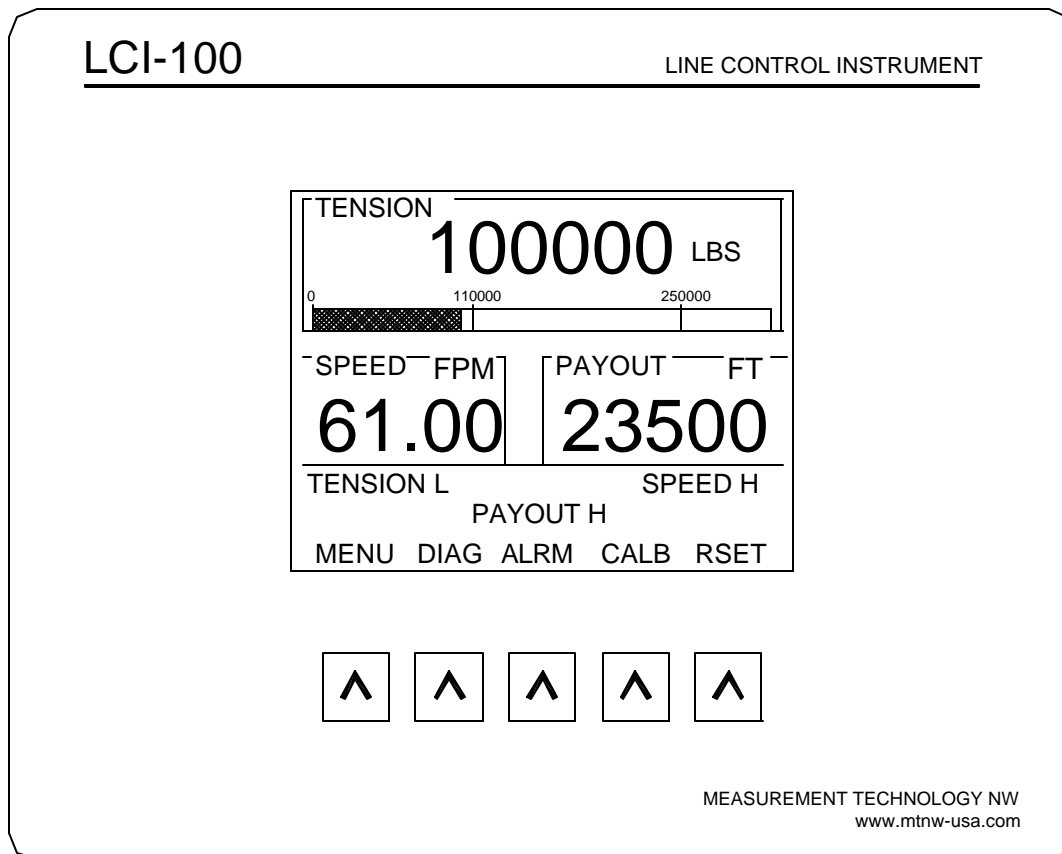 LCI-100
LINE CONTROL INSTRUMENT
TENSION
100000 LBS
0 110000 250000
SPEED FPM
61.00
PAYOUT FT
23500
TENSION L SPEED H
PAYOUT H
MENU DIAG ALRM CALB RSET
MEASUREMENT TECHNOLOGY NW
www.mtnw-usa.com